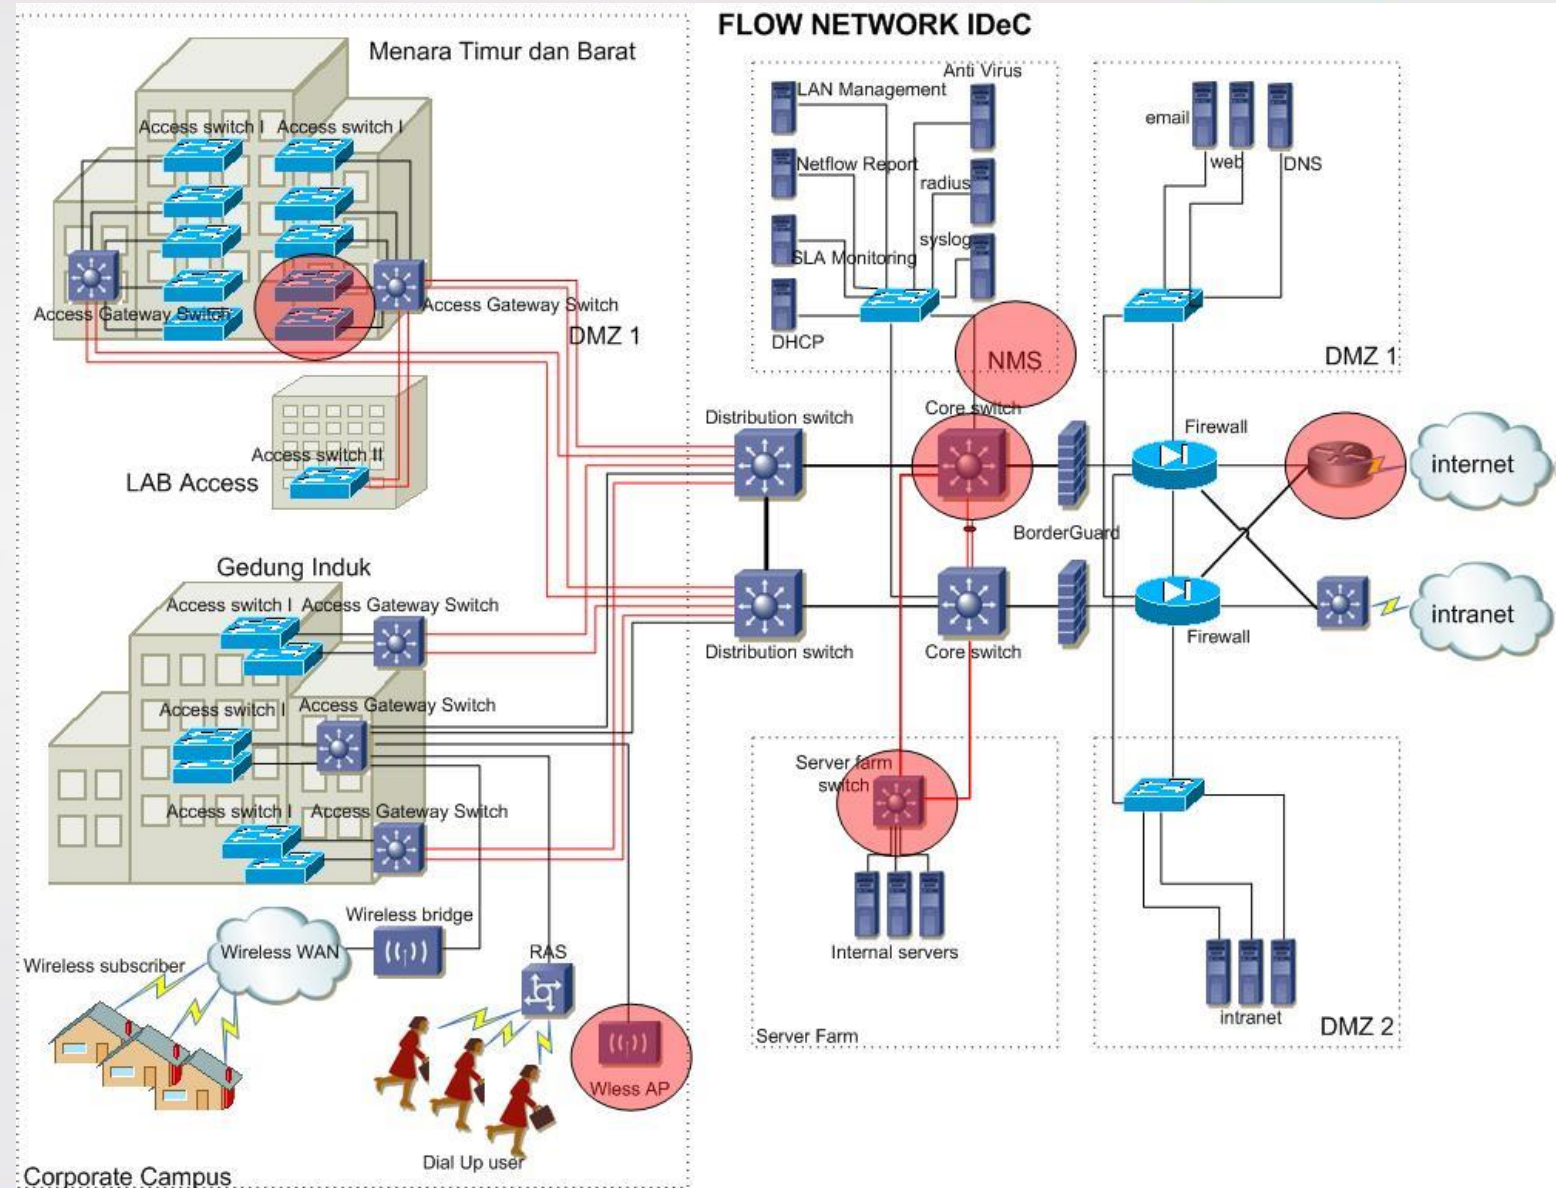 FLOW NETWORK IDeC
Menara Timur dan Barat
Access switch I
Access switch I
Access Gateway Switch
Access Gateway Switch
DMZ 1
Access switch II
LAB Access
Gedung Induk
Access switch I
Access Gateway Switch
Access switch I
Access Gateway Switch
Access switch I
Access Gateway Switch
Wireless bridge
Wireless WAN
Wireless subscriber
RAS
Wless AP
Dial Up user
Corporate Campus
Anti Virus
LAN Management
Netflow Report
radius
syslog
SLA Monitoring
DHCP
NMS
email
web
DNS
DMZ 1
Distribution switch
Core switch
Firewall
internet
BorderGuard
intranet
Distribution switch
Core switch
Firewall
Server farm
switch
Internal servers
Server Farm
intranet
DMZ 2